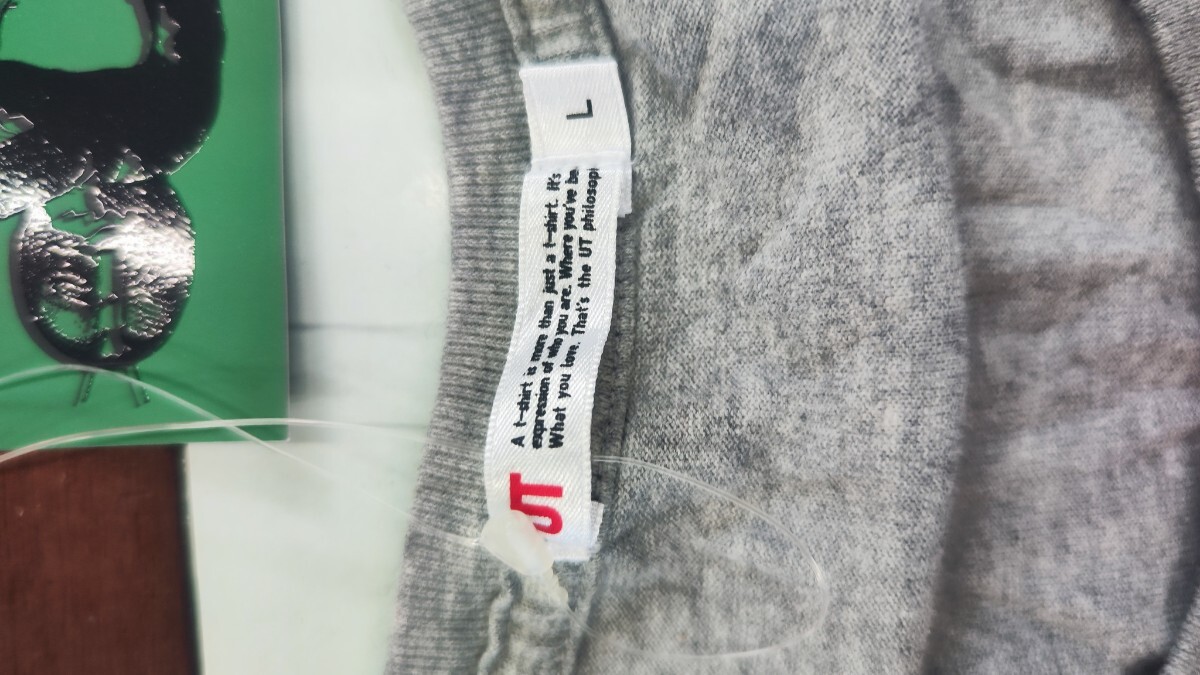 L
A t-shirt is more than just a t-shirt. It's
expression of who you are. Where you've be
What you love. That's the UT philosoph
UT